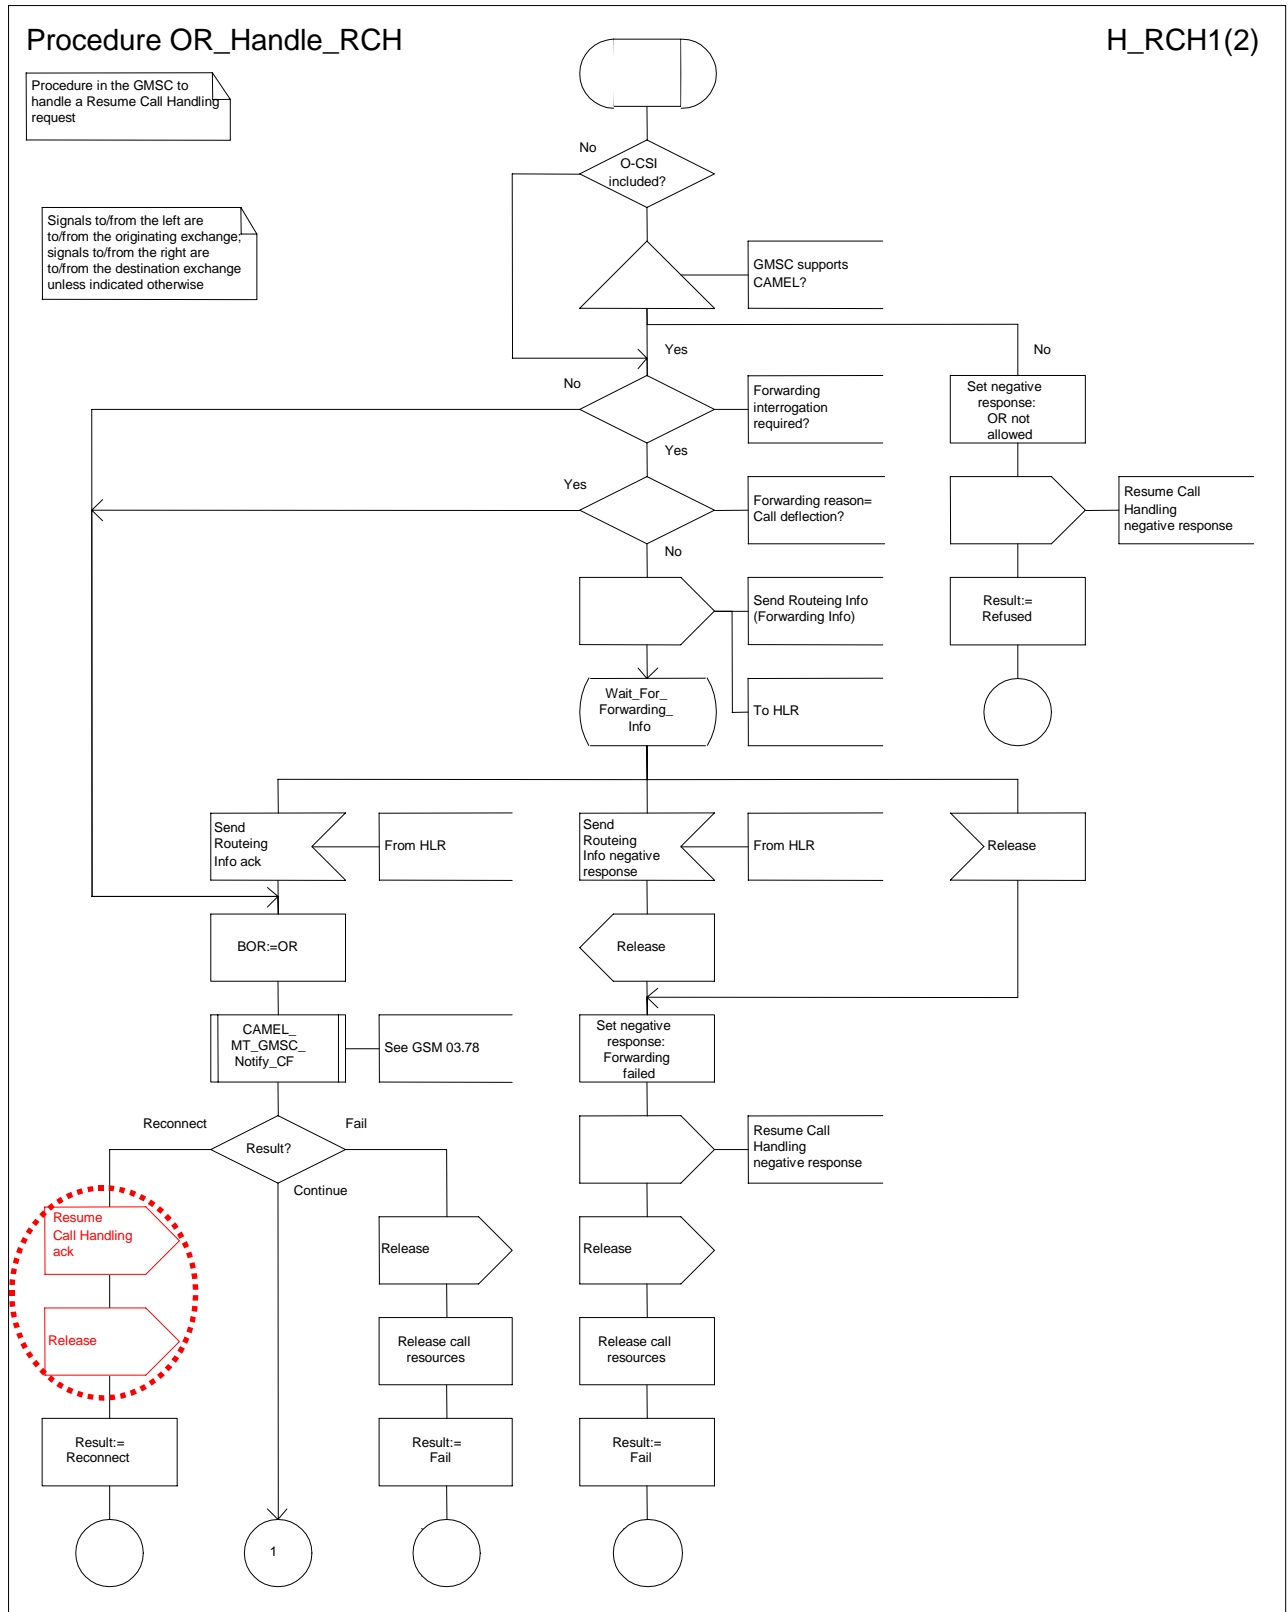 Procedure OR_Handle_RCH
H_RCH1(2)
Procedure in the GMSC to
handle a Resume Call Handling
request
Signals to/from the left are
to/from the originating exchange;
signals to/from the right are
to/from the destination exchange
unless indicated otherwise
No
O-CSI
included?
GMSC supports
CAMEL?
Yes
No
No
Forwarding
interrogation
required?
Set negative
response:
OR not
allowed
Yes
Yes
Forwarding reason=
Call deflection?
Resume Call
Handling
negative response
No
Send Routeing Info
(Forwarding Info)
Result:=
Refused
Wait_For_
Forwarding_
Info
To HLR
Send
Routeing
Info ack
From HLR
Send
Routeing
Info negative
response
From HLR
Release
BOR:=OR
Release
CAMEL_
MT_GMSC_
Notify_CF
See GSM 03.78
Set negative
response:
Forwarding
failed
Reconnect
Fail
Result?
Continue
Resume Call
Handling
negative response
Resume
Call Handling
ack
Release
Release
Release
Release call
resources
Release call
resources
Result:=
Reconnect
Result:=
Fail
Result:=
Fail
1